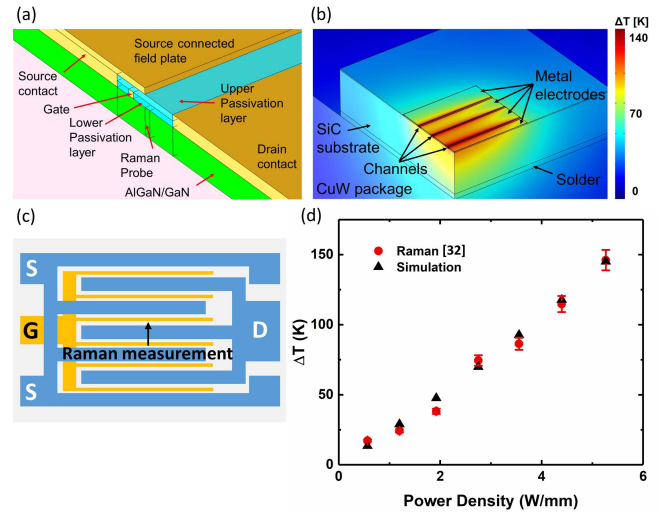 (a)
Source connected
field plate
Source
contact
Gate
Lower
Passivation
layer
Raman
Probe
AlGaN/GaN
Upper
Passivation
layer
Drain
contact
(b)
ΔT [K]
140
70
0
Metal
electrodes
SiC
substrate
Channels
CuW package
Solder
(c)
S
G
D
S
Raman measurement
(d)
Raman [32]
Simulation
ΔT (K)
150
100
50
0
0 2 4 6
Power Density (W/mm)